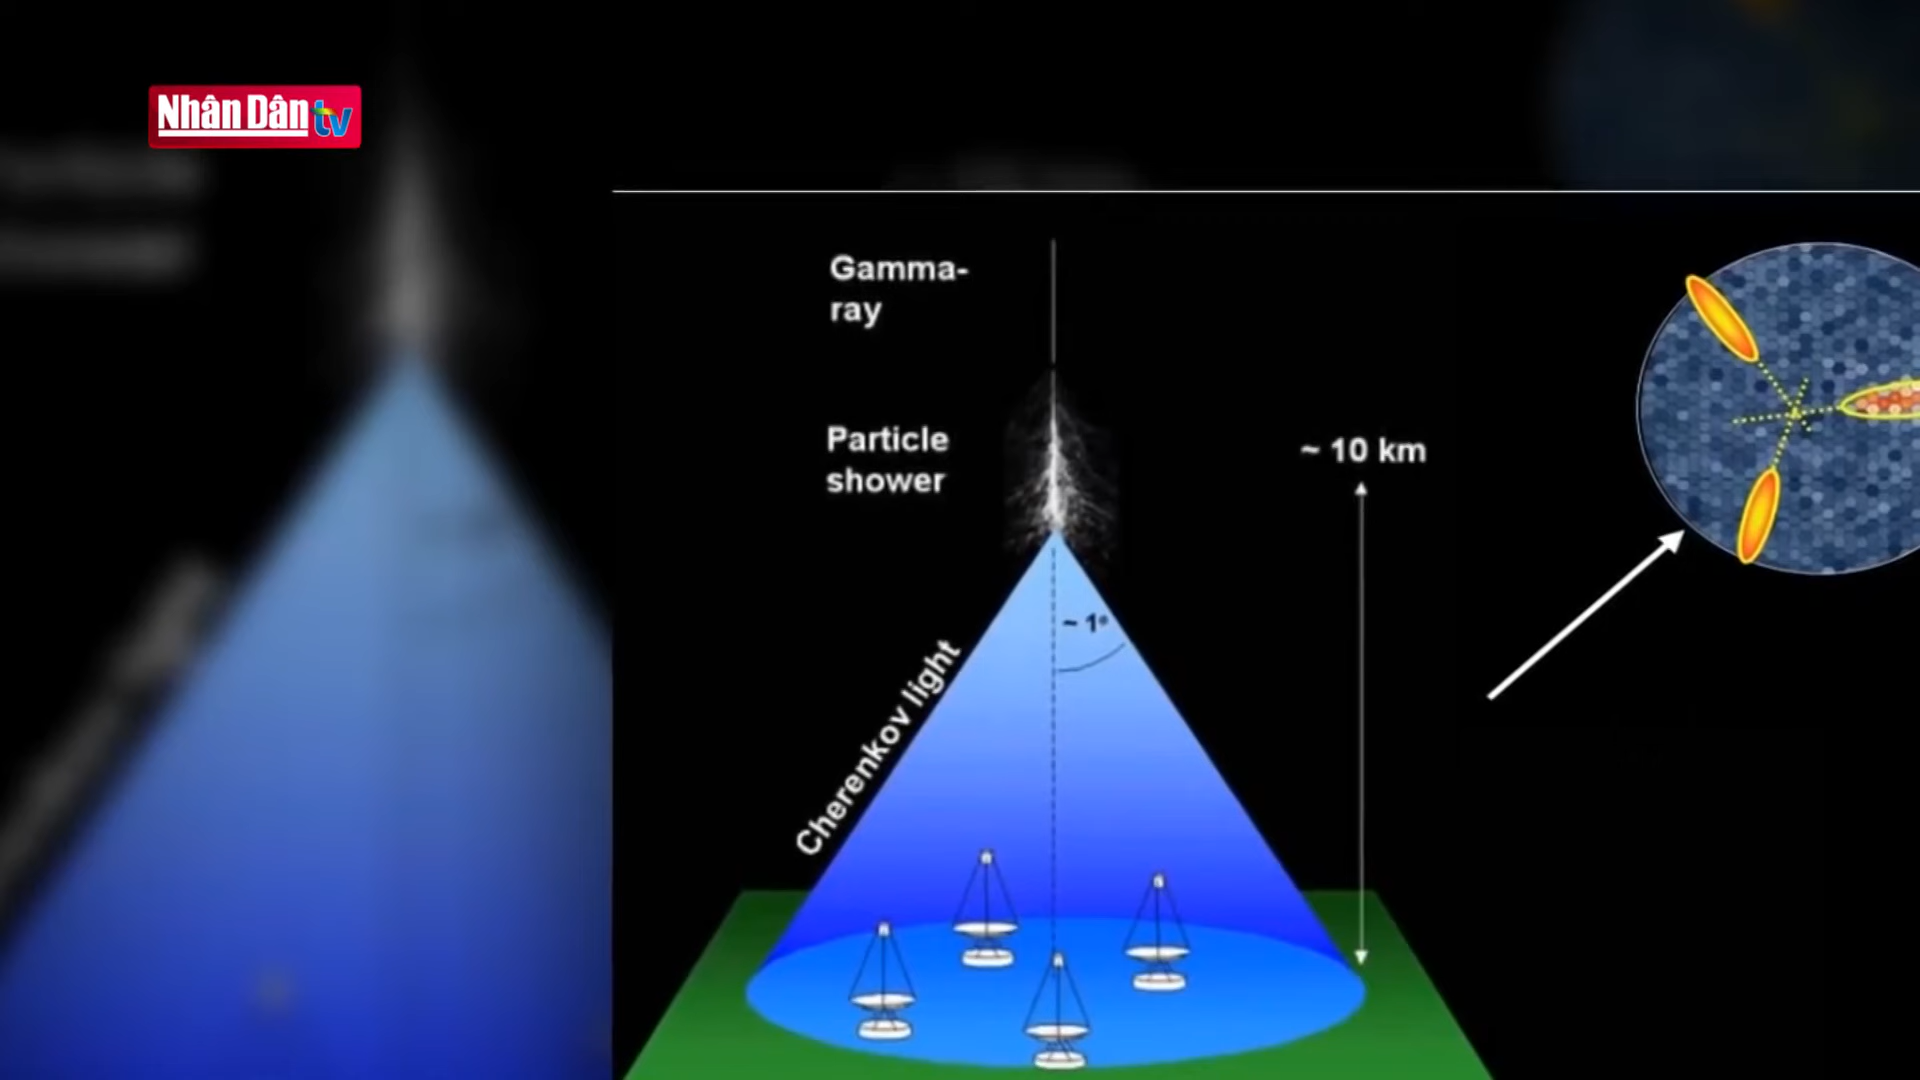 Nhân Dân tv
Gamma-
ray
Particle
shower
~ 10 km
~ 1°
Cherenkov light